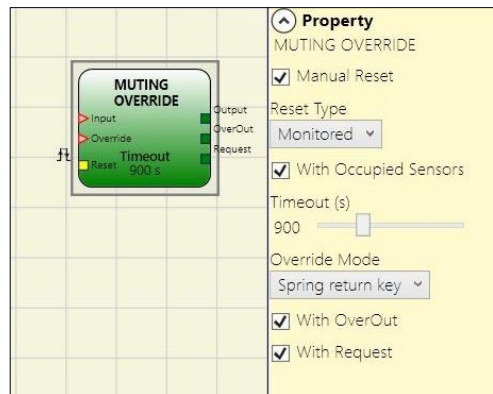 MUTING
OVERRIDE
Input
Override
Reset
Timeout
900 s
Output
OverOut
Request
Property
MUTING OVERRIDE
Manual Reset
Reset Type
Monitored
With Occupied Sensors
Timeout (s)
900
Override Mode
Spring return key
With OverOut
With Request